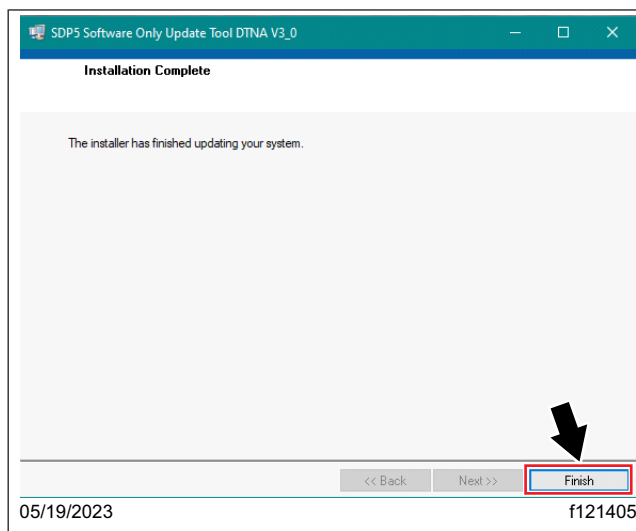 SDP5 Software Only Update Tool DTNA V3_0
Installation Complete
The installer has finished updating your system.
<< Back Next >> Finish
05/19/2023 f121405